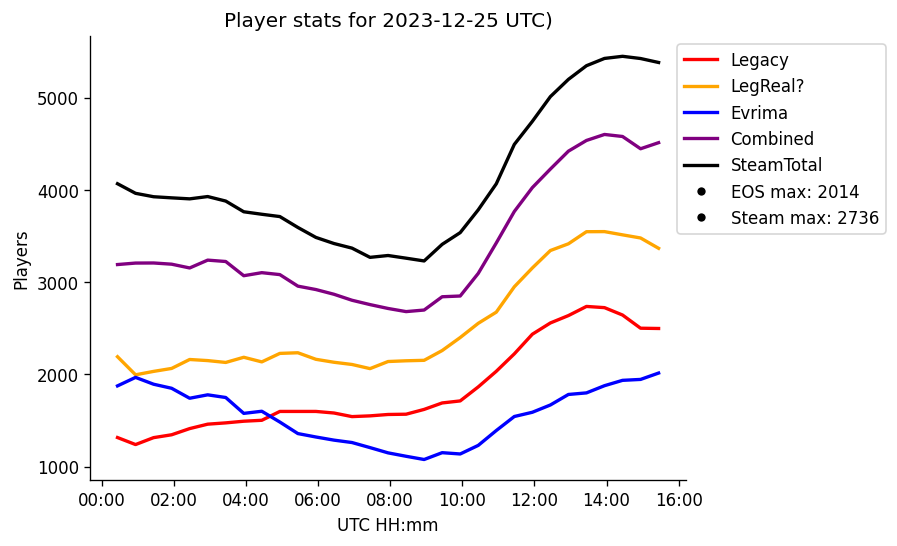 Player stats for 2023-12-25 UTC)
Legacy
LegReal?
Evrima
Combined
SteamTotal
EOS max: 2014
Steam max: 2736
Players
5000
4000
3000
2000
1000
00:00 02:00 04:00 06:00 08:00 10:00 12:00 14:00 16:00
UTC HH:mm